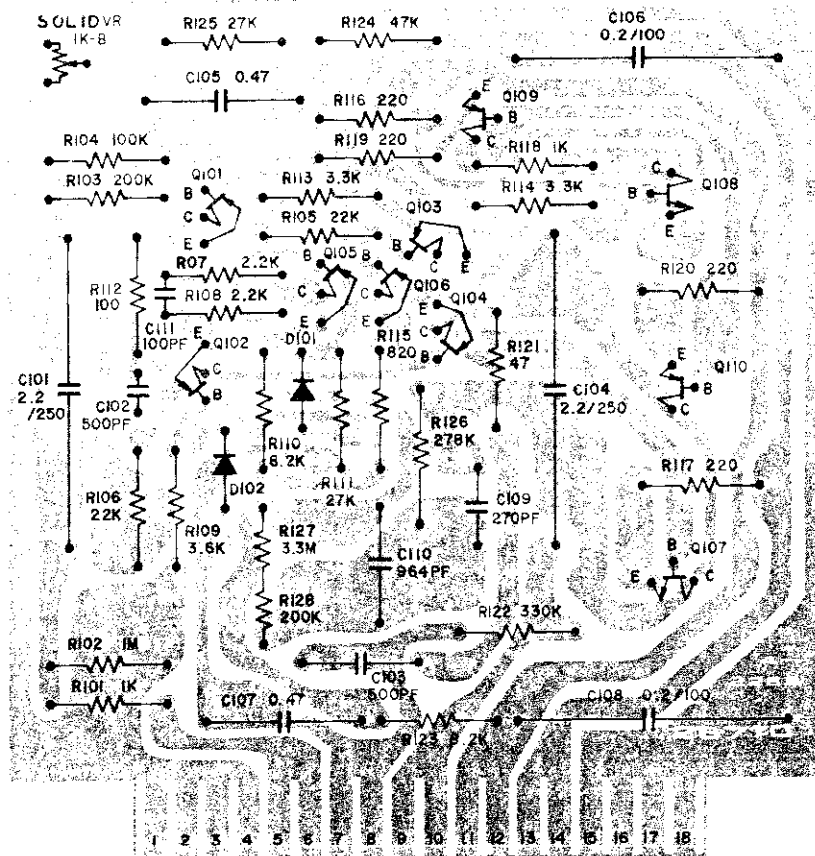 SOLID VR
1K-B
R125 27K
R124 47K
C106
0.2/100
C105 0.47
R116 220
E
Q109
B
C
R119 220
R104 100K
R118 1K
R103 200K
Q101
B
C
E
R113 3.3K
R114 3.3K
C
B
Q108
E
R105 22K
Q103
B
C
E
R07 2.2K
B
Q105
C
E
B
Q106
C
E
R112
100
R108 2.2K
C111
100PF
R120 220
Q104
E
C
B
E
Q102
C
B
D101
R115
820
R121
47
E
Q110
B
C
C101
2.2
/250
C102
500PF
C104
2.2/250
R110
8.2K
R126
278K
R117 220
D102
R111
27K
R106
22K
R109
3.6K
C109
270PF
R127
3.3M
C110
964PF
B
Q107
E
C
R128
200K
R122 330K
R102 1M
C103
500PF
R101 1K
C107 0.47
C108 0.2/100
R123 8.2K
1 2 3 4 5 6 7 8 9 10 11 12 13 14 15 16 17 18